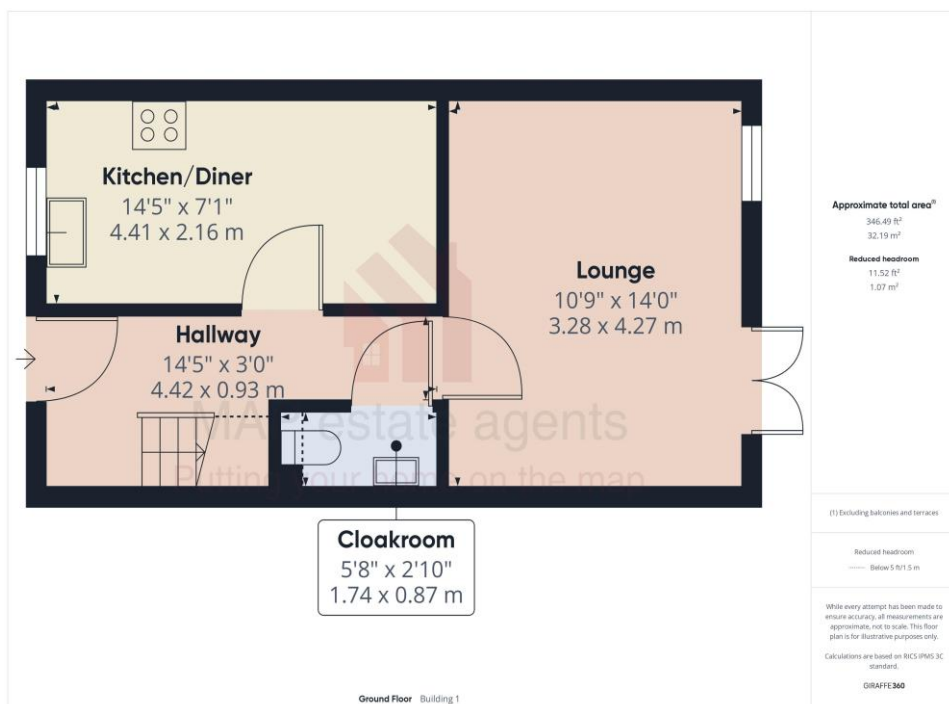 Kitchen/Diner
14'5" x 7'1"
4.41 x 2.16 m
Lounge
10'9" x 14'0"
3.28 x 4.27 m
Hallway
14'5" x 3'0"
4.42 x 0.93 m
estate agents
Putting your home on the map
Cloakroom
5'8" x 2'10"
1.74 x 0.87 m
Ground Floor Building 1
Approximate total area(1)
346.49 ft²
32.19 m²
Reduced headroom
11.52 ft²
1.07 m²
(1) Excluding balconies and terraces
Reduced headroom
Below 5 ft/1.5 m
While every attempt has been made to
ensure accuracy, all measurements are
approximate, not to scale. This floor
plan is for illustrative purposes only.
Calculations are based on RICS IPMS 3C
standard.
GIRAFFE360